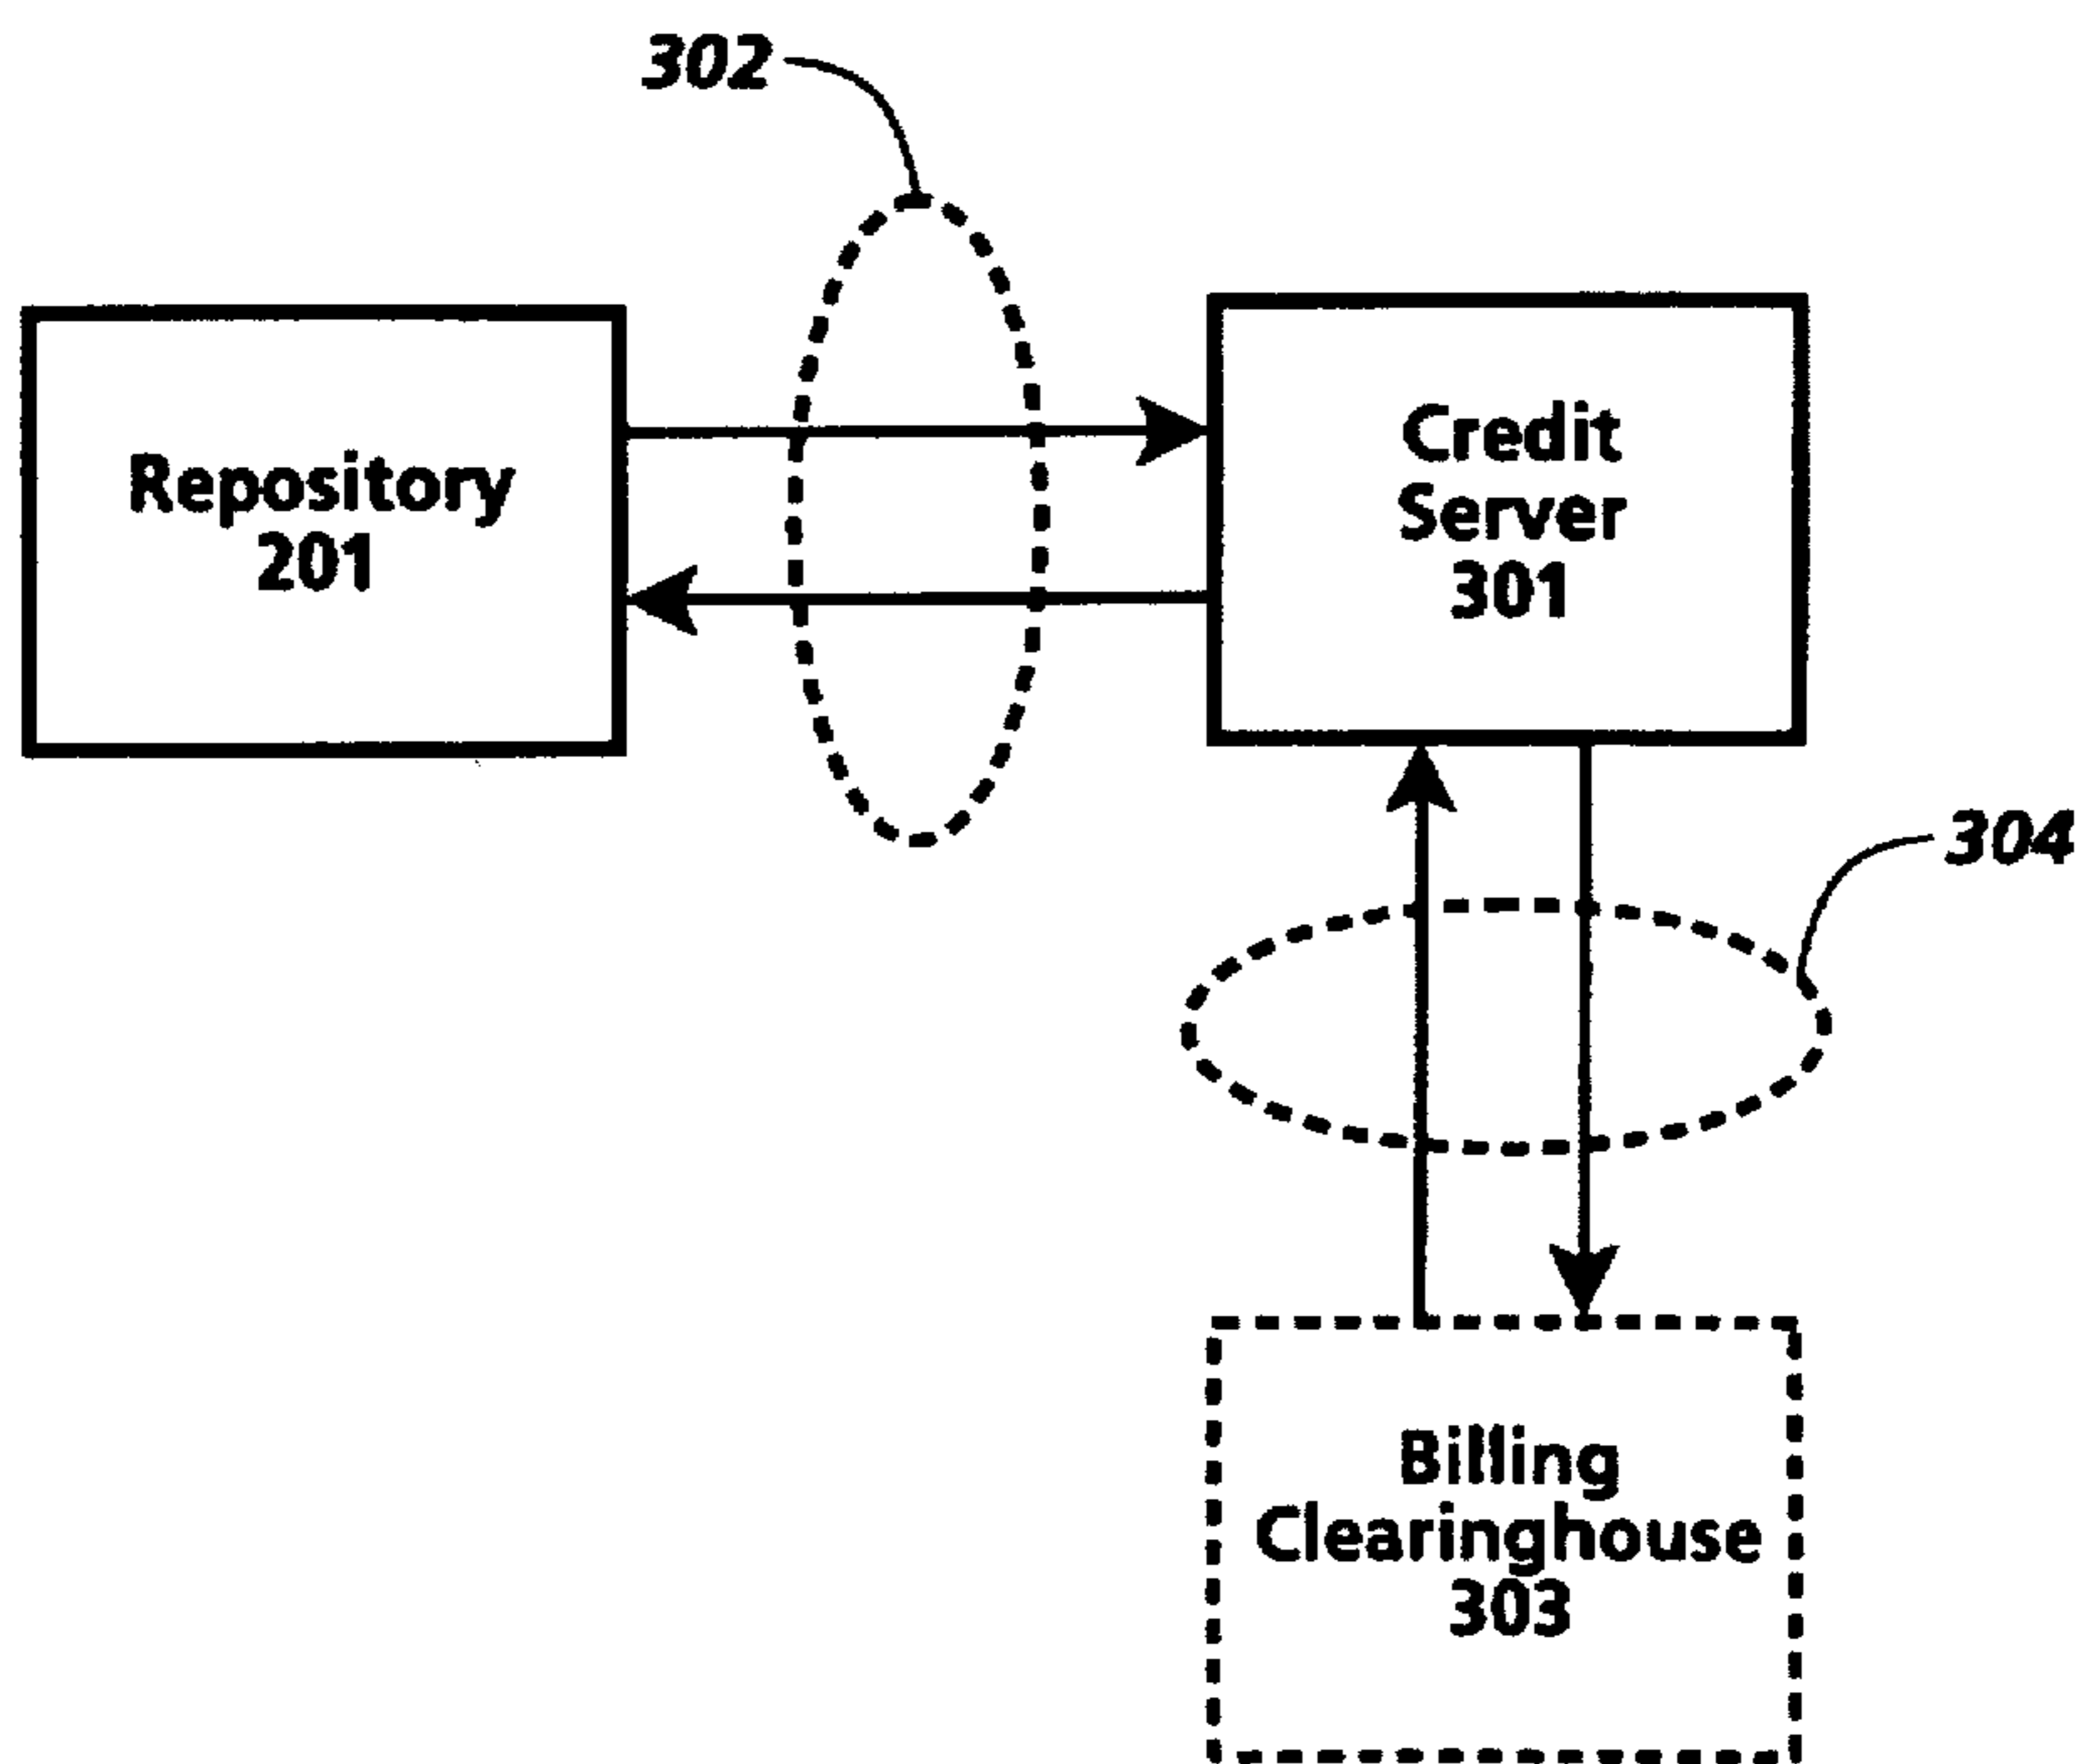 302
Repository
201
Credit
Server
301
304
Billing
Clearinghouse
303